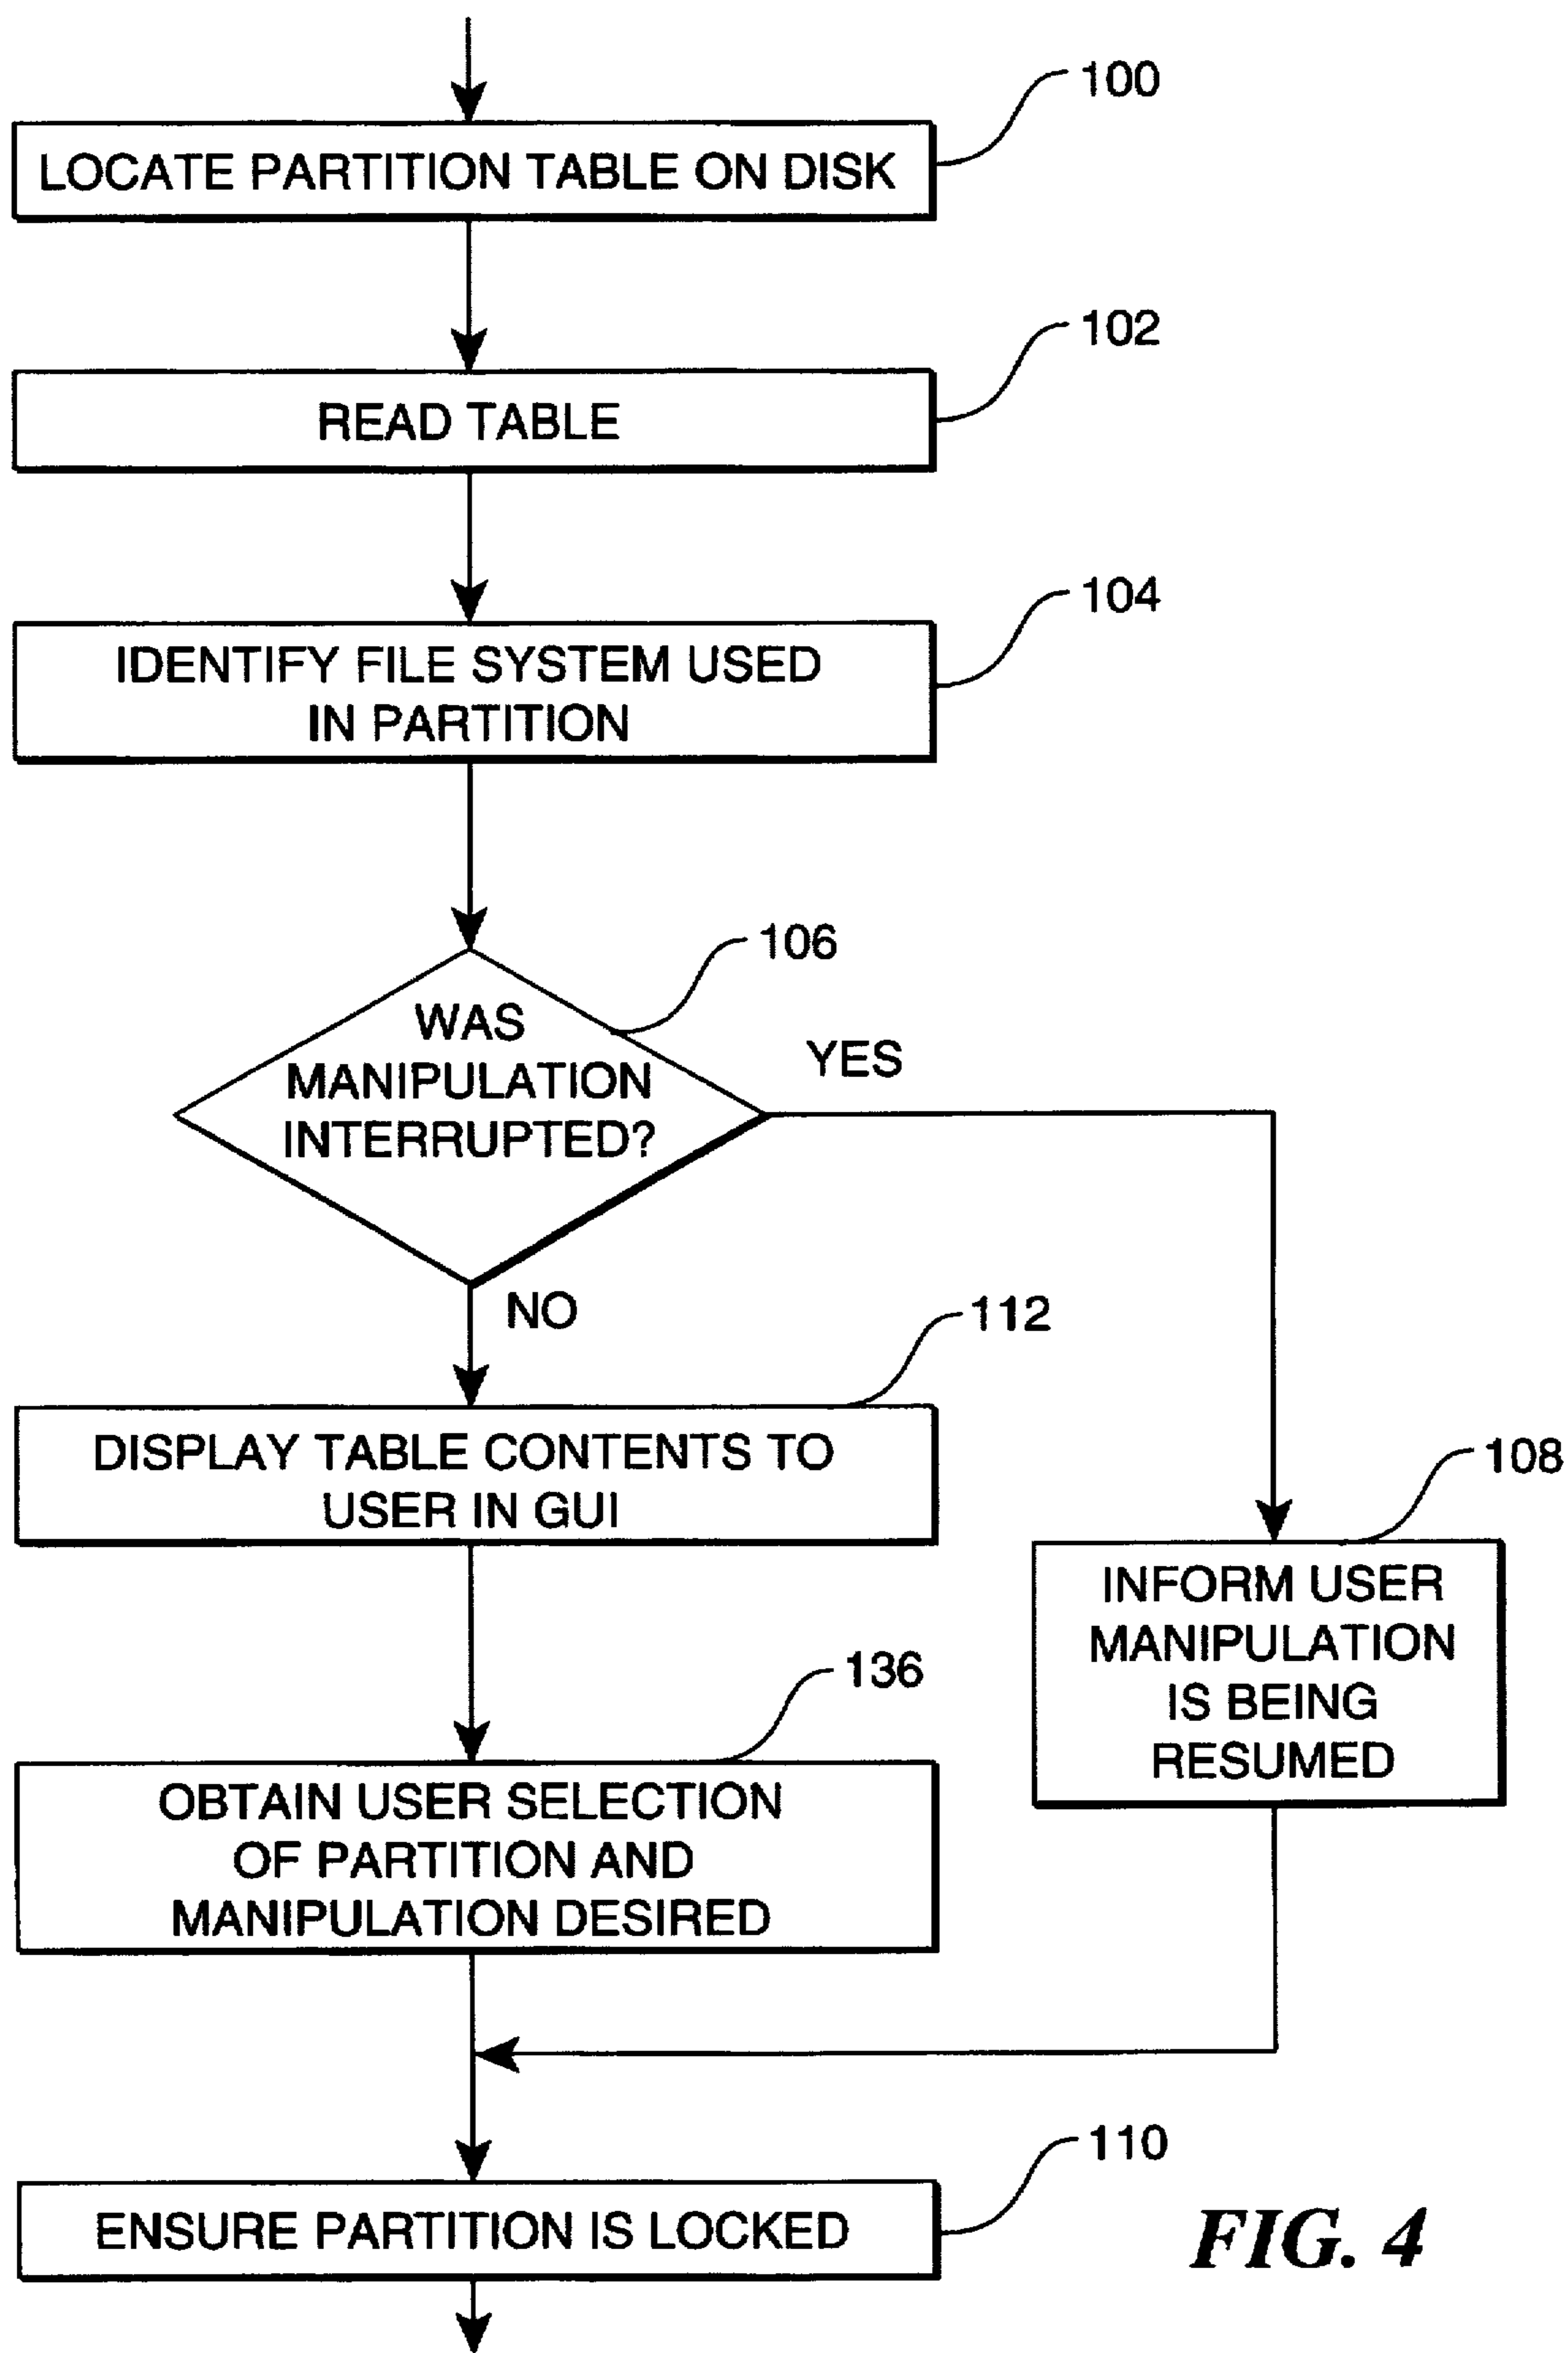 100
LOCATE PARTITION TABLE ON DISK
102
READ TABLE
104
IDENTIFY FILE SYSTEM USED
IN PARTITION
106
WAS
MANIPULATION
INTERRUPTED?
YES
NO
112
DISPLAY TABLE CONTENTS TO
USER IN GUI
108
INFORM USER
MANIPULATION
IS BEING
RESUMED
136
OBTAIN USER SELECTION
OF PARTITION AND
MANIPULATION DESIRED
110
ENSURE PARTITION IS LOCKED
FIG. 4